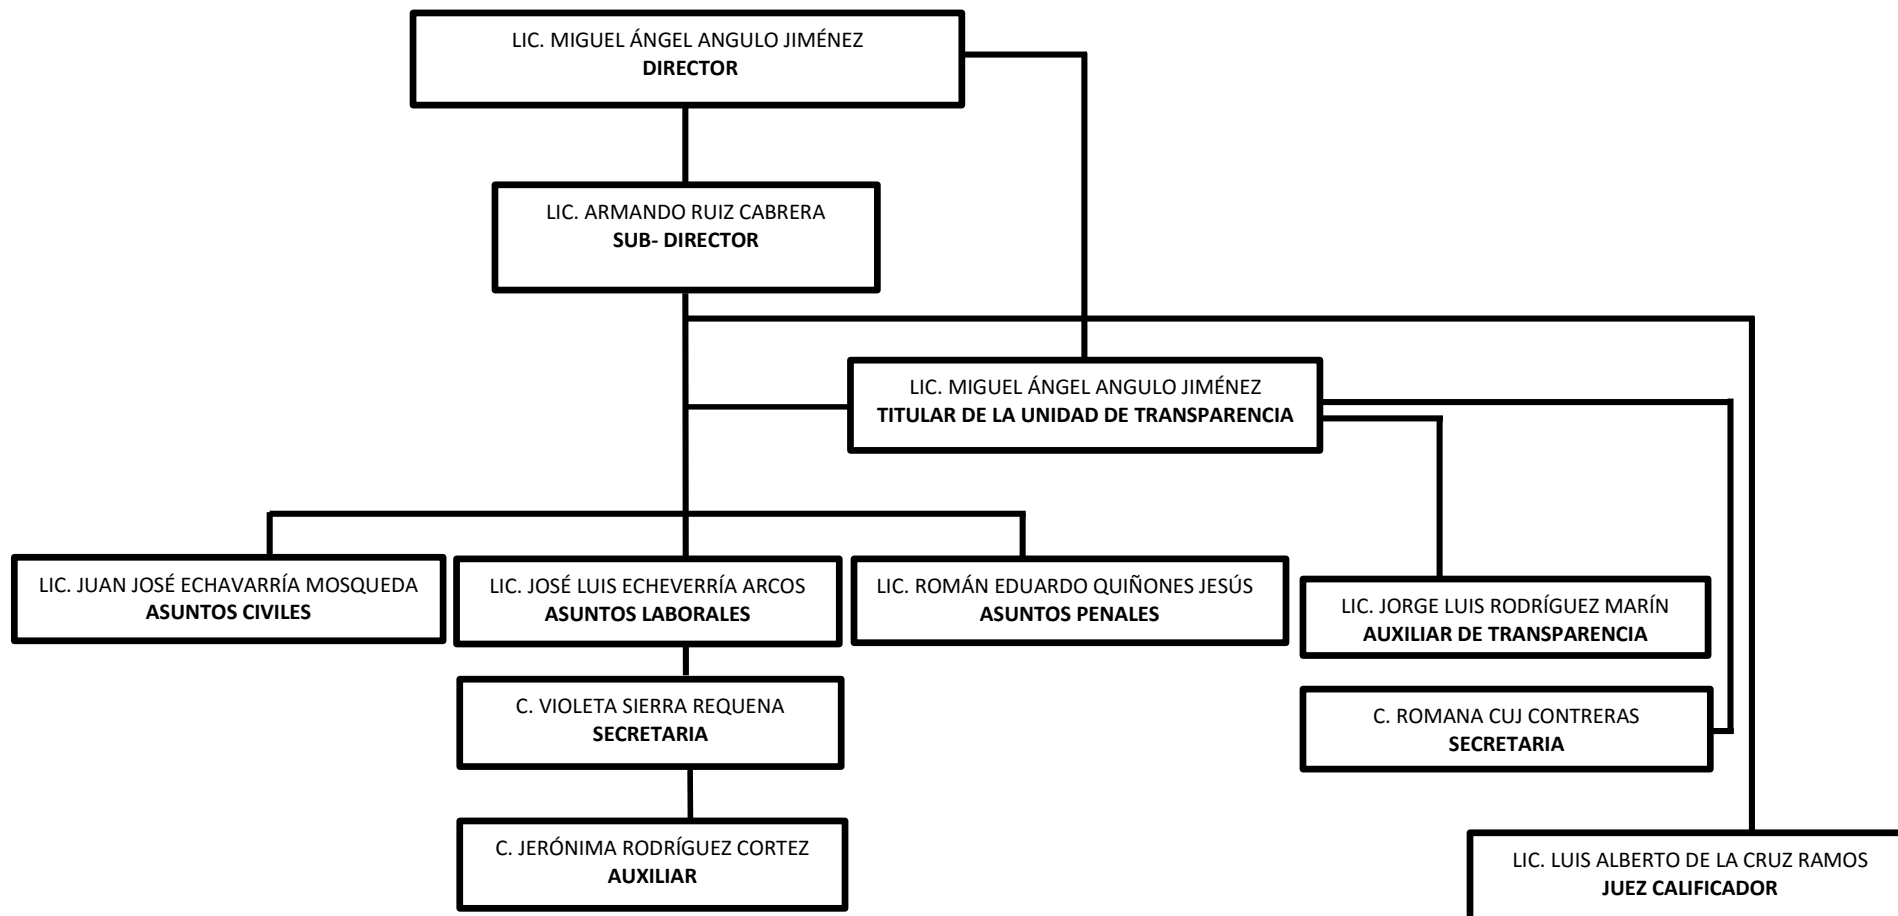 LIC. MIGUEL ÁNGEL ANGULO JIMÉNEZ
DIRECTOR
LIC. ARMANDO RUIZ CABRERA
SUB- DIRECTOR
LIC. MIGUEL ÁNGEL ANGULO JIMÉNEZ
TITULAR DE LA UNIDAD DE TRANSPARENCIA
LIC. JUAN JOSÉ ECHAVARRÍA MOSQUEDA
ASUNTOS CIVILES
LIC. JOSÉ LUIS ECHEVERRÍA ARCOS
ASUNTOS LABORALES
LIC. ROMÁN EDUARDO QUIÑONES JESÚS
ASUNTOS PENALES
LIC. JORGE LUIS RODRÍGUEZ MARÍN
AUXILIAR DE TRANSPARENCIA
C. VIOLETA SIERRA REQUENA
SECRETARIA
C. ROMANA CUJ CONTRERAS
SECRETARIA
C. JERÓNIMA RODRÍGUEZ CORTEZ
AUXILIAR
LIC. LUIS ALBERTO DE LA CRUZ RAMOS
JUEZ CALIFICADOR